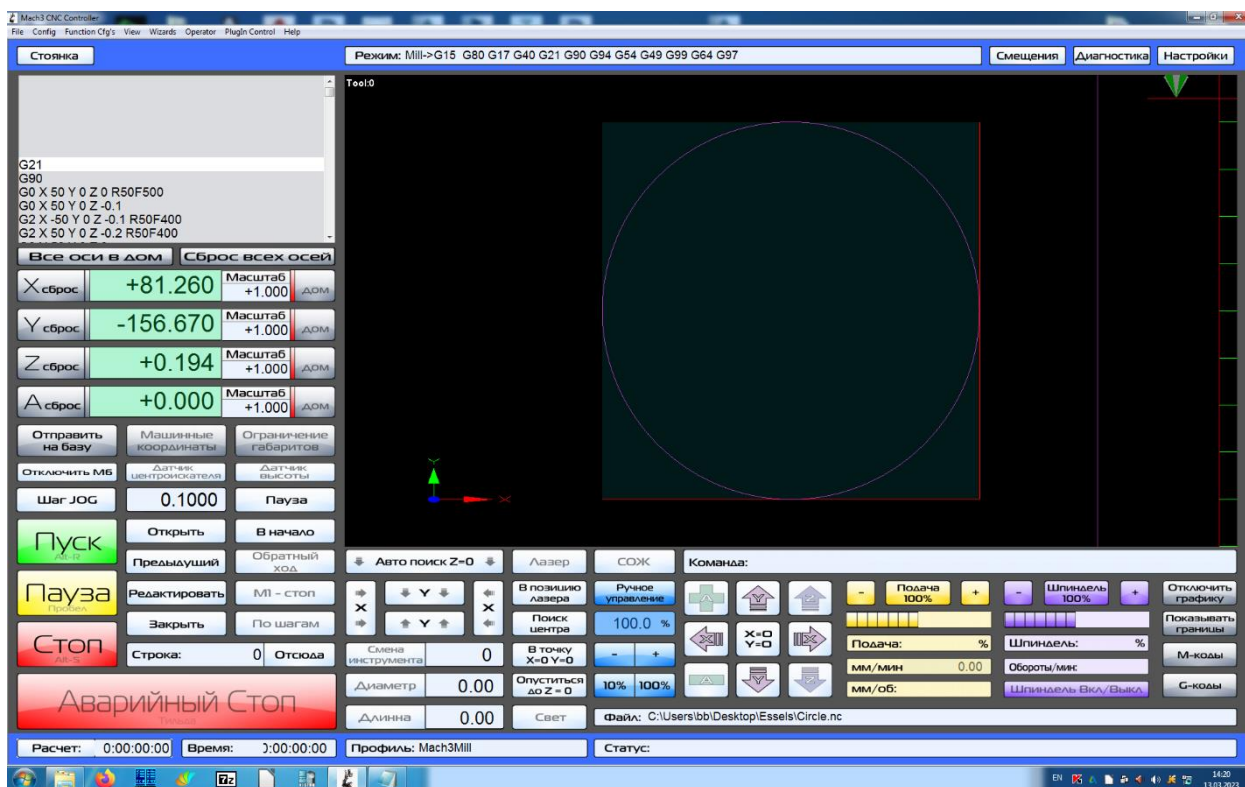 Mach3 CNC Controller
File Config Function Cfg's View Wizards Operator PlugIn Control Help
Стоянка
Режим: Mill->G15 G80 G17 G40 G21 G90 G94 G54 G49 G99 G64 G97
Смещения Диагностика Настройки
Tool:0
G21
G90
G0 X 50 Y 0 Z 0 R50F500
G0 X 50 Y 0 Z -0.1
G2 X -50 Y 0 Z -0.1 R50F400
G2 X 50 Y 0 Z -0.2 R50F400
Все оси в дом Сброс всех осей
X сброс +81.260 Масштаб +1.000 дом
Y сброс -156.670 Масштаб +1.000 дом
Z сброс +0.194 Масштаб +1.000 дом
A сброс +0.000 Масштаб +1.000 дом
Y
X
Отправить на базу Машинные координаты Ограничение габаритов
Отключить M6 Датчик центроискателя Датчик высоты
Шаг JOG 0.1000 Пауза
Пуск Alt-R
Открыть В начало
Предыдущий Обратный ход
Пауза Пробел
Редактировать M1 - стоп
Закрыть По шагам
Стоп Alt-S
Строка: 0 Отсюда
Аварийный Стоп
Тильда
Авто поиск Z=0 Лазер СОЖ Команда:
X Y X
Y
В позицию лазера
Ручное управление
Поиск центра
100.0 %
Смена инструмента 0
В точку X=0 Y=0
- +
Диаметр 0.00
Опуститься до Z = 0
10% 100%
Длинна 0.00 Свет
A Y
X X=0 Y=0 X
A Y
- Подача 100% +
Подача: %
мм/мин 0.00
мм/об:
- Шпиндель 100% +
Шпиндель: %
Обороты/мин:
Шпиндель Вкл/Выкл
Отключить графику
Показывать границы
М-коды
G-коды
Файл: C:\Users\bb\Desktop\Essels\Circle.nc
Расчет: 0:00:00:00 Время: 0:00:00:00 Профиль: Mach3Mill Статус:
7z
EN
14:20
13.03.2023